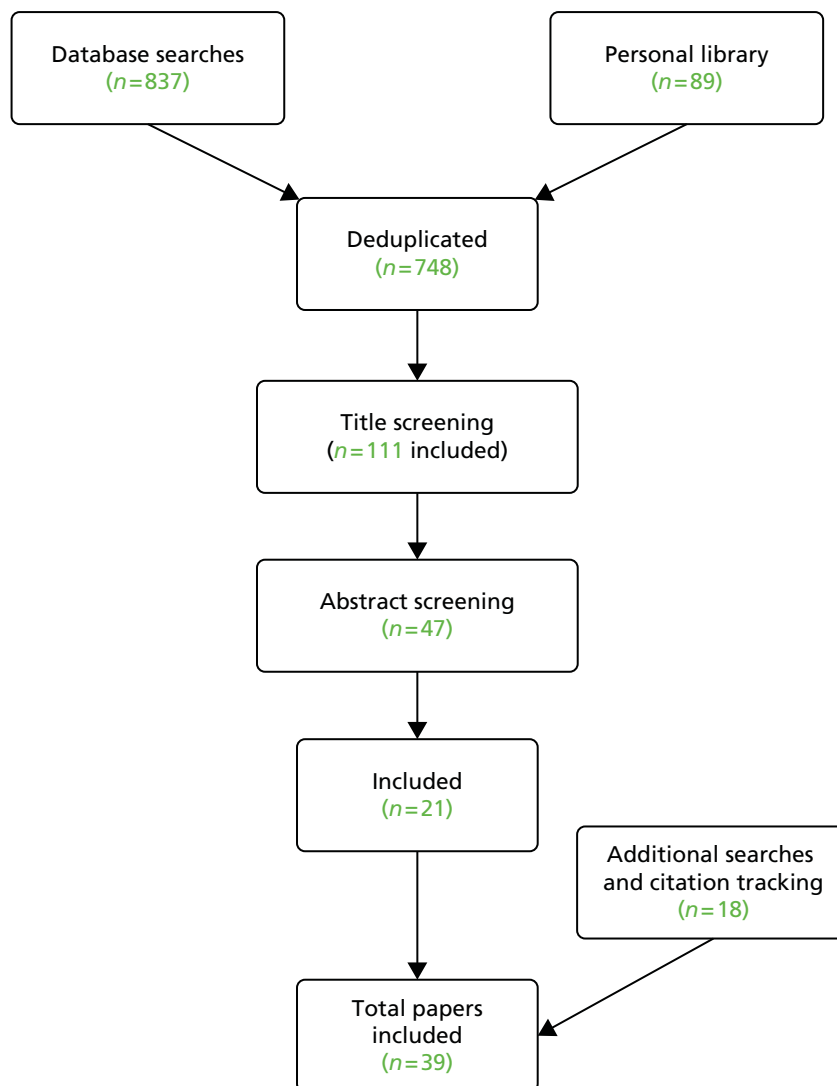 Database searches
(n=837)
Personal library
(n=89)
Deduplicated
(n=748)
Title screening
(n=111 included)
Abstract screening
(n=47)
Included
(n=21)
Additional searches
and citation tracking
(n=18)
Total papers
included
(n=39)